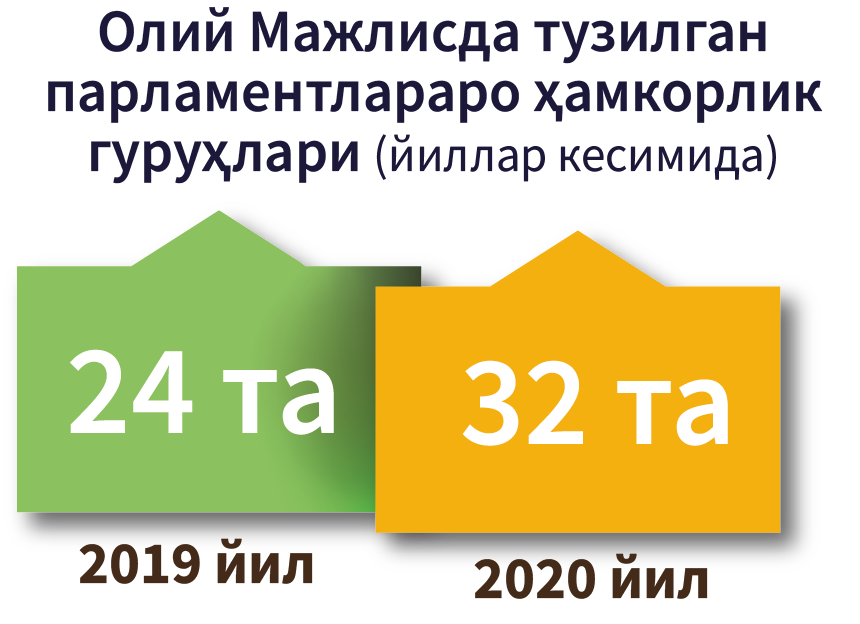 Олий Мажлисда тузилган
парламентлараро ҳамкорлик
гуруҳлари (йиллар кесимида)
24 та
32 та
2019 йил
2020 йил